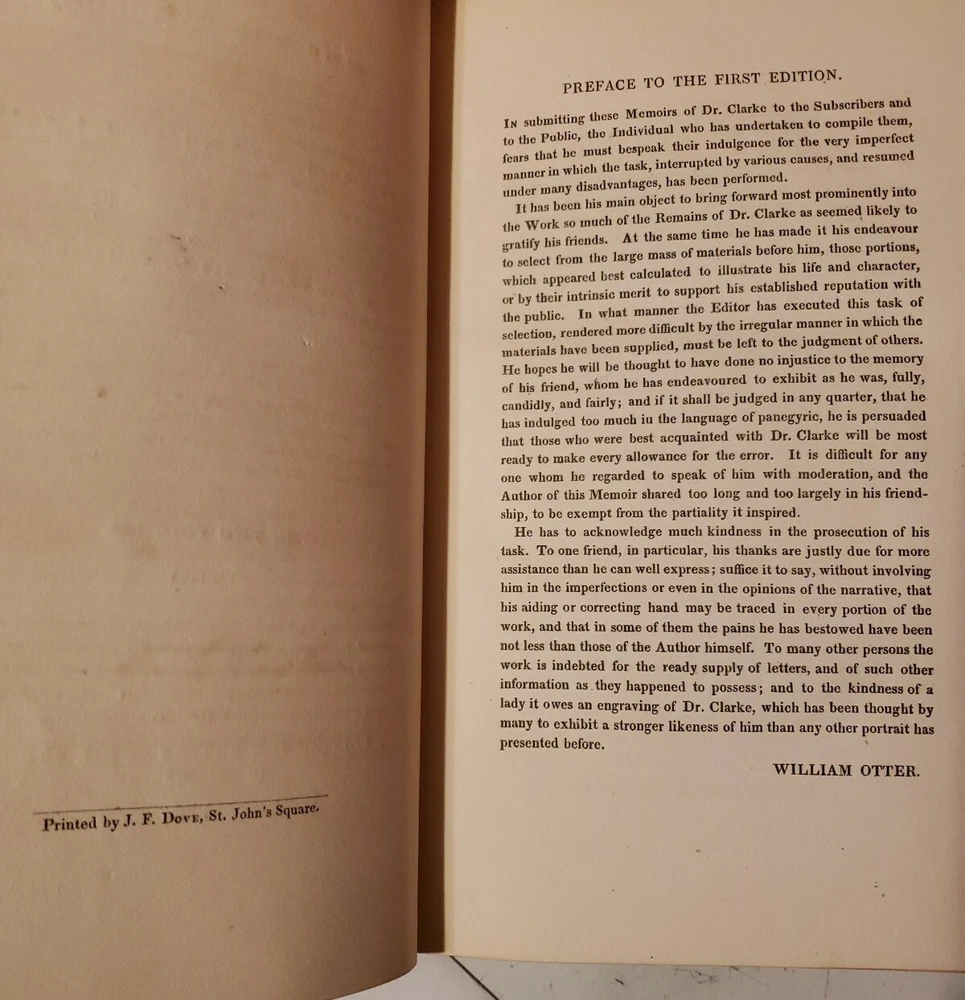 Printed by J. F. Dove, St. John's Square.
PREFACE TO THE FIRST EDITION.
In submitting these Memoirs of Dr. Clarke to the Subscribers and
to the Public, the Individual who has undertaken to compile them,
fears that he must bespeak their indulgence for the very imperfect
manner in which the task, interrupted by various causes, and resumed
under many disadvantages, has been performed.
It has been his main object to bring forward most prominently into
the Work so much of the Remains of Dr. Clarke as seemed likely to
gratify his friends. At the same time he has made it his endeavour
to select from the large mass of materials before him, those portions,
which appeared best calculated to illustrate his life and character,
or by their intrinsic merit to support his established reputation with
the public. In what manner the Editor has executed this task of
selection, rendered more difficult by the irregular manner in which the
materials have been supplied, must be left to the judgment of others.
He hopes he will be thought to have done no injustice to the memory
of his friend, whom he has endeavoured to exhibit as he was, fully,
candidly, and fairly; and if it shall be judged in any quarter, that he
has indulged too much in the language of panegyric, he is persuaded
that those who were best acquainted with Dr. Clarke will be most
ready to make every allowance for the error. It is difficult for any
one whom he regarded to speak of him with moderation, and the
Author of this Memoir shared too long and too largely in his friend-
ship, to be exempt from the partiality it inspired.
He has to acknowledge much kindness in the prosecution of his
task. To one friend, in particular, his thanks are justly due for more
assistance than he can well express; suffice it to say, without involving
him in the imperfections or even in the opinions of the narrative, that
his aiding or correcting hand may be traced in every portion of the
work, and that in some of them the pains he has bestowed have been
not less than those of the Author himself. To many other persons the
work is indebted for the ready supply of letters, and of such other
information as they happened to possess; and to the kindness of a
lady it owes an engraving of Dr. Clarke, which has been thought by
many to exhibit a stronger likeness of him than any other portrait has
presented before.
WILLIAM OTTER.